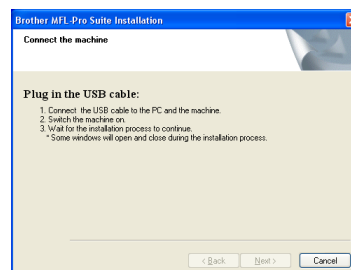 Brother MFL-Pro Suite Installation
Connect the machine
Plug in the USB cable:
1. Connect the USB cable to the PC and the machine.
2. Switch the machine on.
3. Wait for the installation process to continue.
* Some windows will open and close during the installation process.
< Back Next > Cancel